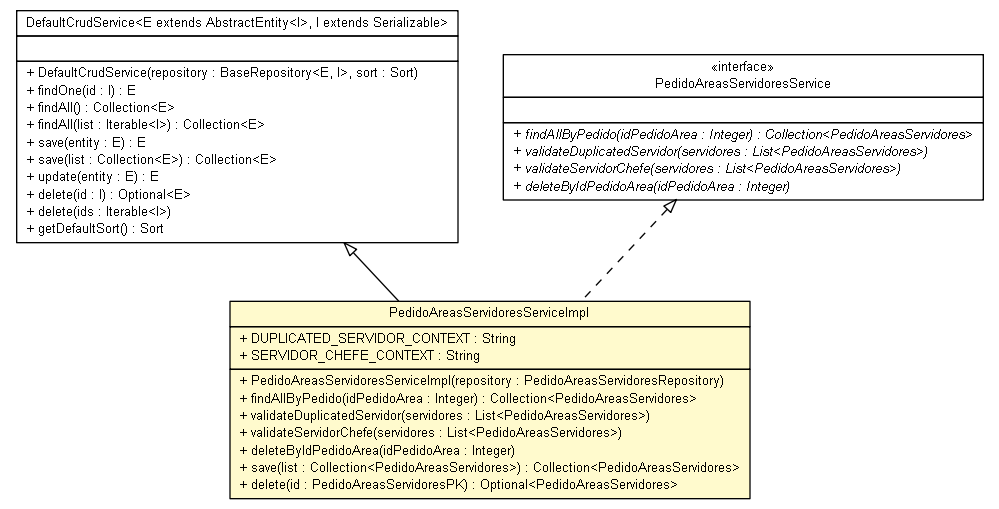 DefaultCrudService<E extends AbstractEntity<I>, I extends Serializable>
+ DefaultCrudService(repository : BaseRepository<E, I>, sort : Sort)
+ findOne(id : I) : E
+ findAll() : Collection<E>
+ findAll(list : Iterable<I>) : Collection<E>
+ save(entity : E) : E
+ save(list : Collection<E>) : Collection<E>
+ update(entity : E) : E
+ delete(id : I) : Optional<E>
+ delete(ids : Iterable<I>)
+ getDefaultSort() : Sort
«interface»
PedidoAreasServidoresService
+ findAllByPedido(idPedidoArea : Integer) : Collection<PedidoAreasServidores>
+ validateDuplicatedServidor(servidores : List<PedidoAreasServidores>)
+ validateServidorChefe(servidores : List<PedidoAreasServidores>)
+ deleteByIdPedidoArea(idPedidoArea : Integer)
PedidoAreasServidoresServiceImpl
+ DUPLICATED_SERVIDOR_CONTEXT : String
+ SERVIDOR_CHEFE_CONTEXT : String
+ PedidoAreasServidoresServiceImpl(repository : PedidoAreasServidoresRepository)
+ findAllByPedido(idPedidoArea : Integer) : Collection<PedidoAreasServidores>
+ validateDuplicatedServidor(servidores : List<PedidoAreasServidores>)
+ validateServidorChefe(servidores : List<PedidoAreasServidores>)
+ deleteByIdPedidoArea(idPedidoArea : Integer)
+ save(list : Collection<PedidoAreasServidores>) : Collection<PedidoAreasServidores>
+ delete(id : PedidoAreasServidoresPK) : Optional<PedidoAreasServidores>